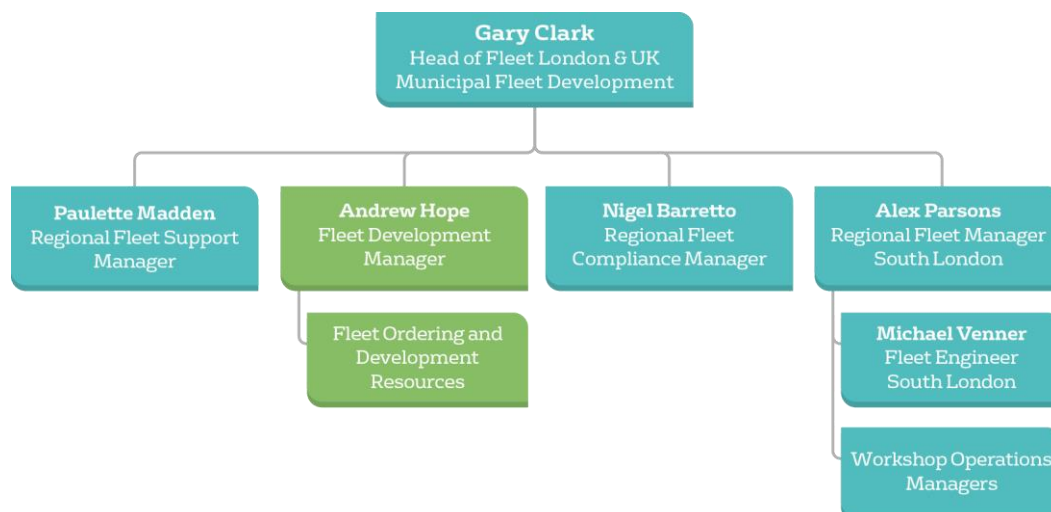 Gary Clark
Head of Fleet London & UK
Municipal Fleet Development
Paulette Madden
Regional Fleet Support
Manager
Andrew Hope
Fleet Development
Manager
Nigel Barretto
Regional Fleet
Compliance Manager
Alex Parsons
Regional Fleet Manager
South London
Fleet Ordering and
Development
Resources
Michael Venner
Fleet Engineer
South London
Workshop Operations
Managers